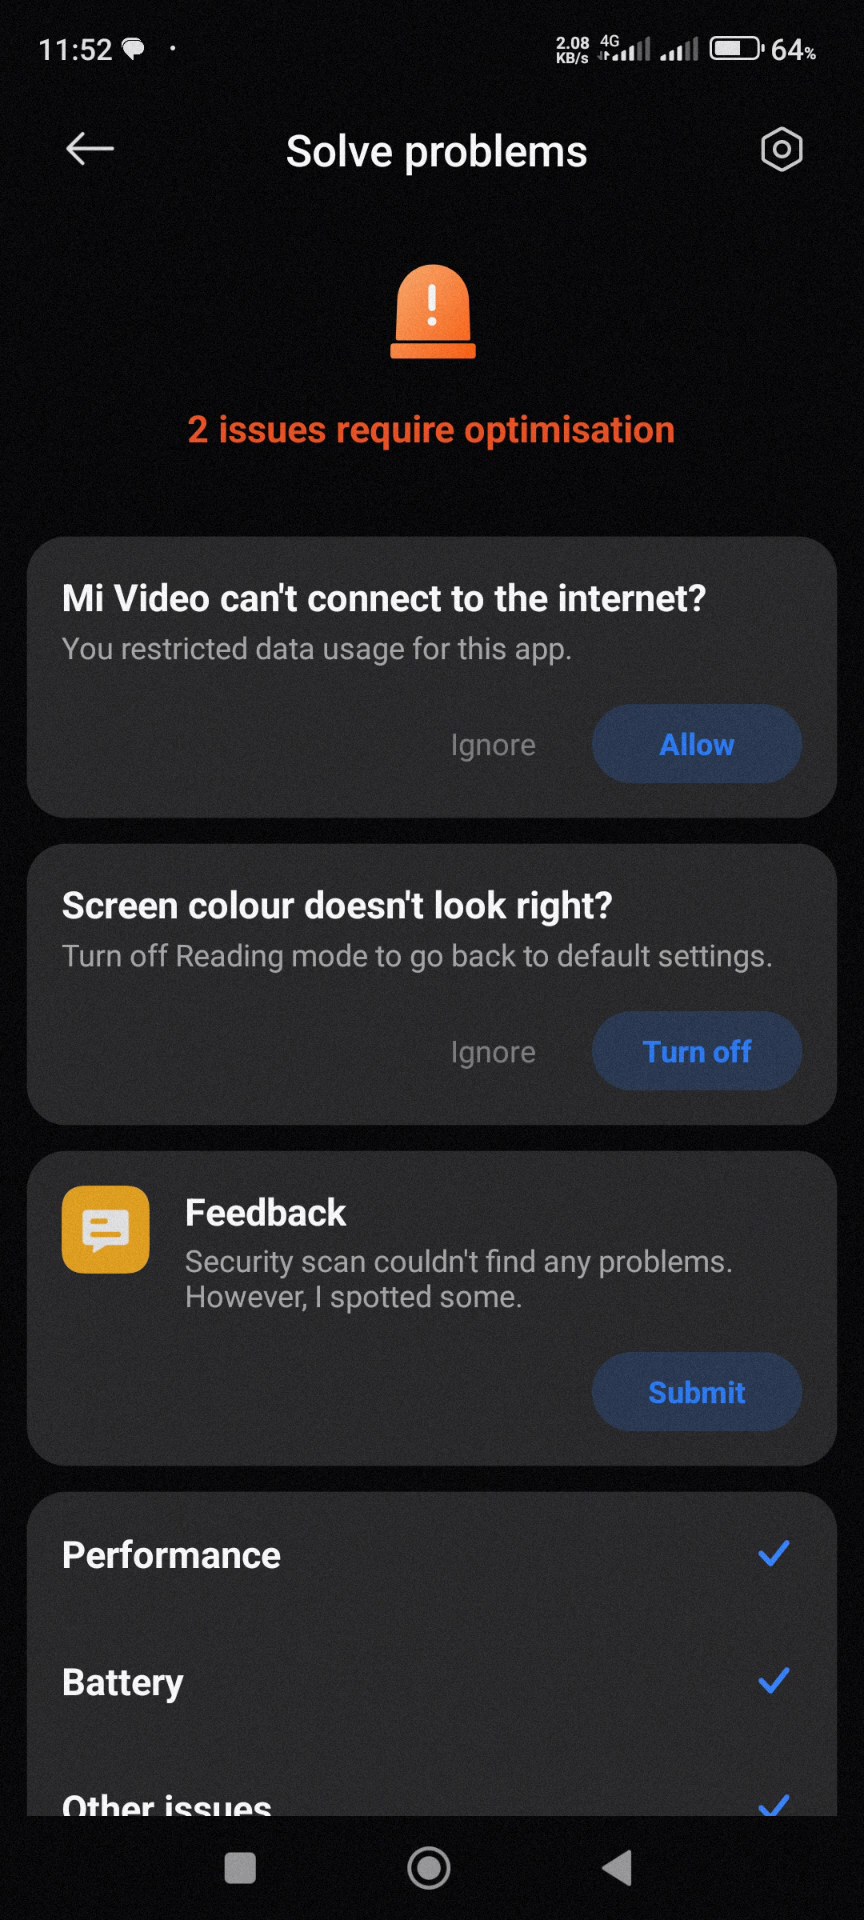 11:52
2.08 KB/s 4G 64%
Solve problems
2 issues require optimisation
Mi Video can't connect to the internet?
You restricted data usage for this app.
Ignore Allow
Screen colour doesn't look right?
Turn off Reading mode to go back to default settings.
Ignore Turn off
Feedback
Security scan couldn't find any problems.
However, I spotted some.
Submit
Performance
Battery
Other issues